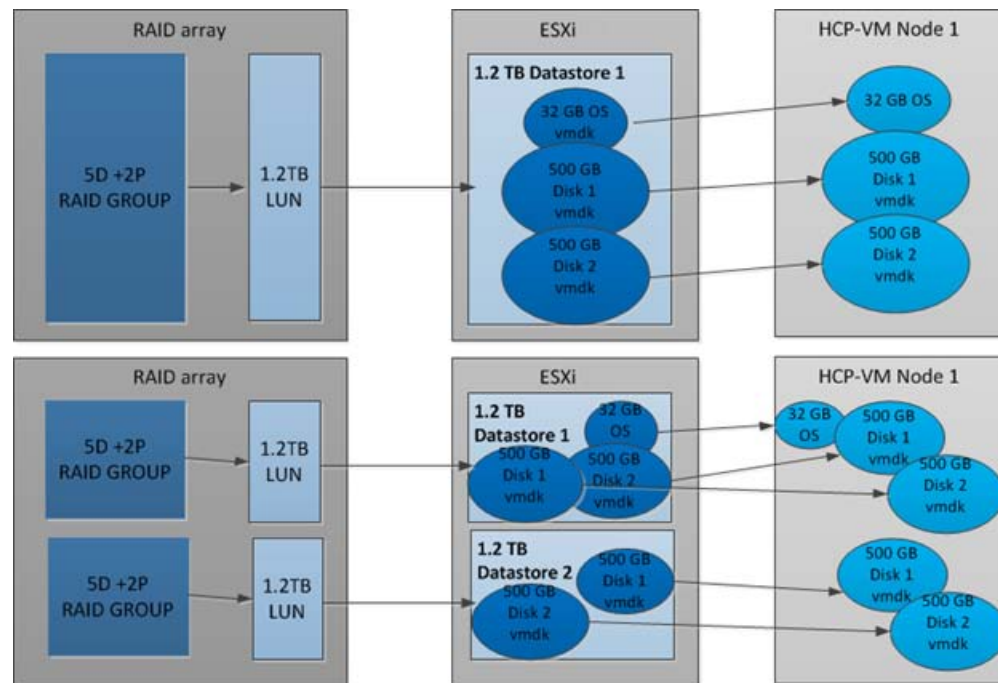 RAID array
5D +2P
RAID GROUP
1.2TB
LUN
ESXi
1.2 TB Datastore 1
32 GB OS
vmdk
500 GB
Disk 1
vmdk
500 GB
Disk 2
vmdk
HCP-VM Node 1
32 GB OS
500 GB
Disk 1
vmdk
500 GB
Disk 2
vmdk
RAID array
5D +2P
RAID GROUP
1.2TB
LUN
5D +2P
RAID GROUP
1.2TB
LUN
ESXi
1.2 TB
Datastore 1
32 GB
OS
500 GB
Disk 1
vmdk
500 GB
Disk 2
vmdk
1.2 TB
Datastore 2
500 GB
Disk 1
vmdk
500 GB
Disk 2
vmdk
HCP-VM Node 1
32 GB
OS
500 GB
Disk 1
vmdk
500 GB
Disk 2
vmdk
500 GB
Disk 1
vmdk
500 GB
Disk 2
vmdk